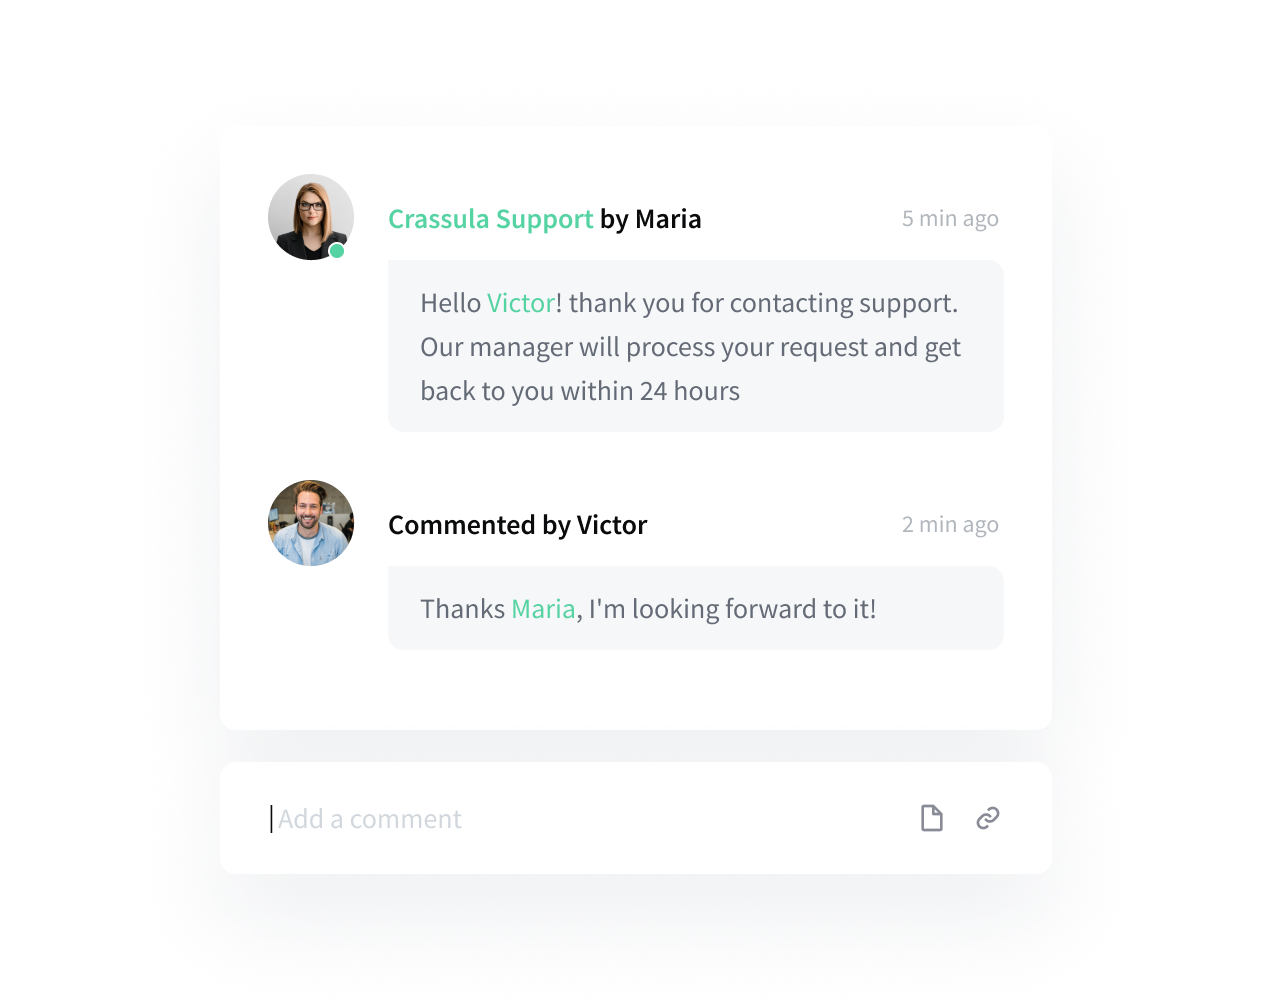 Crassula Support by Maria
5 min ago
Hello Victor! thank you for contacting support.
Our manager will process your request and get
back to you within 24 hours
Commented by Victor
2 min ago
Thanks Maria, I'm looking forward to it!
Add a comment